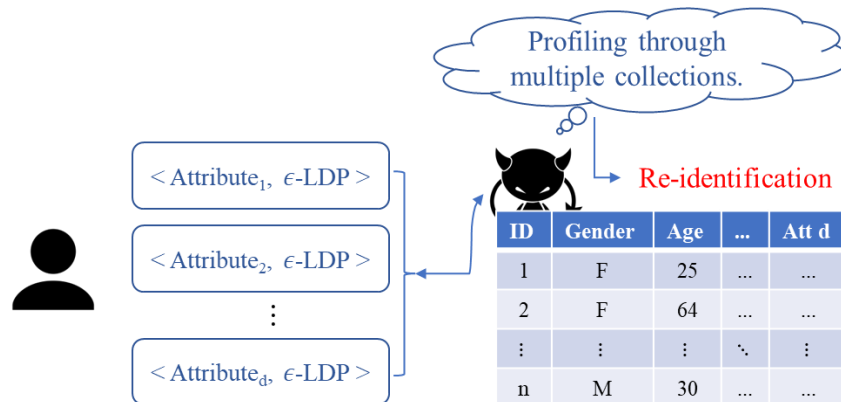 Profiling through
multiple collections.
< Attribute₁, ϵ-LDP >
< Attribute₂, ϵ-LDP >
⋮
< Attribute_d, ϵ-LDP >
Re-identification
ID Gender Age ... Att d
1 F 25 ... ...
2 F 64 ... ...
⋮ ⋮ ⋮ ⋱ ⋮
n M 30 ... ...